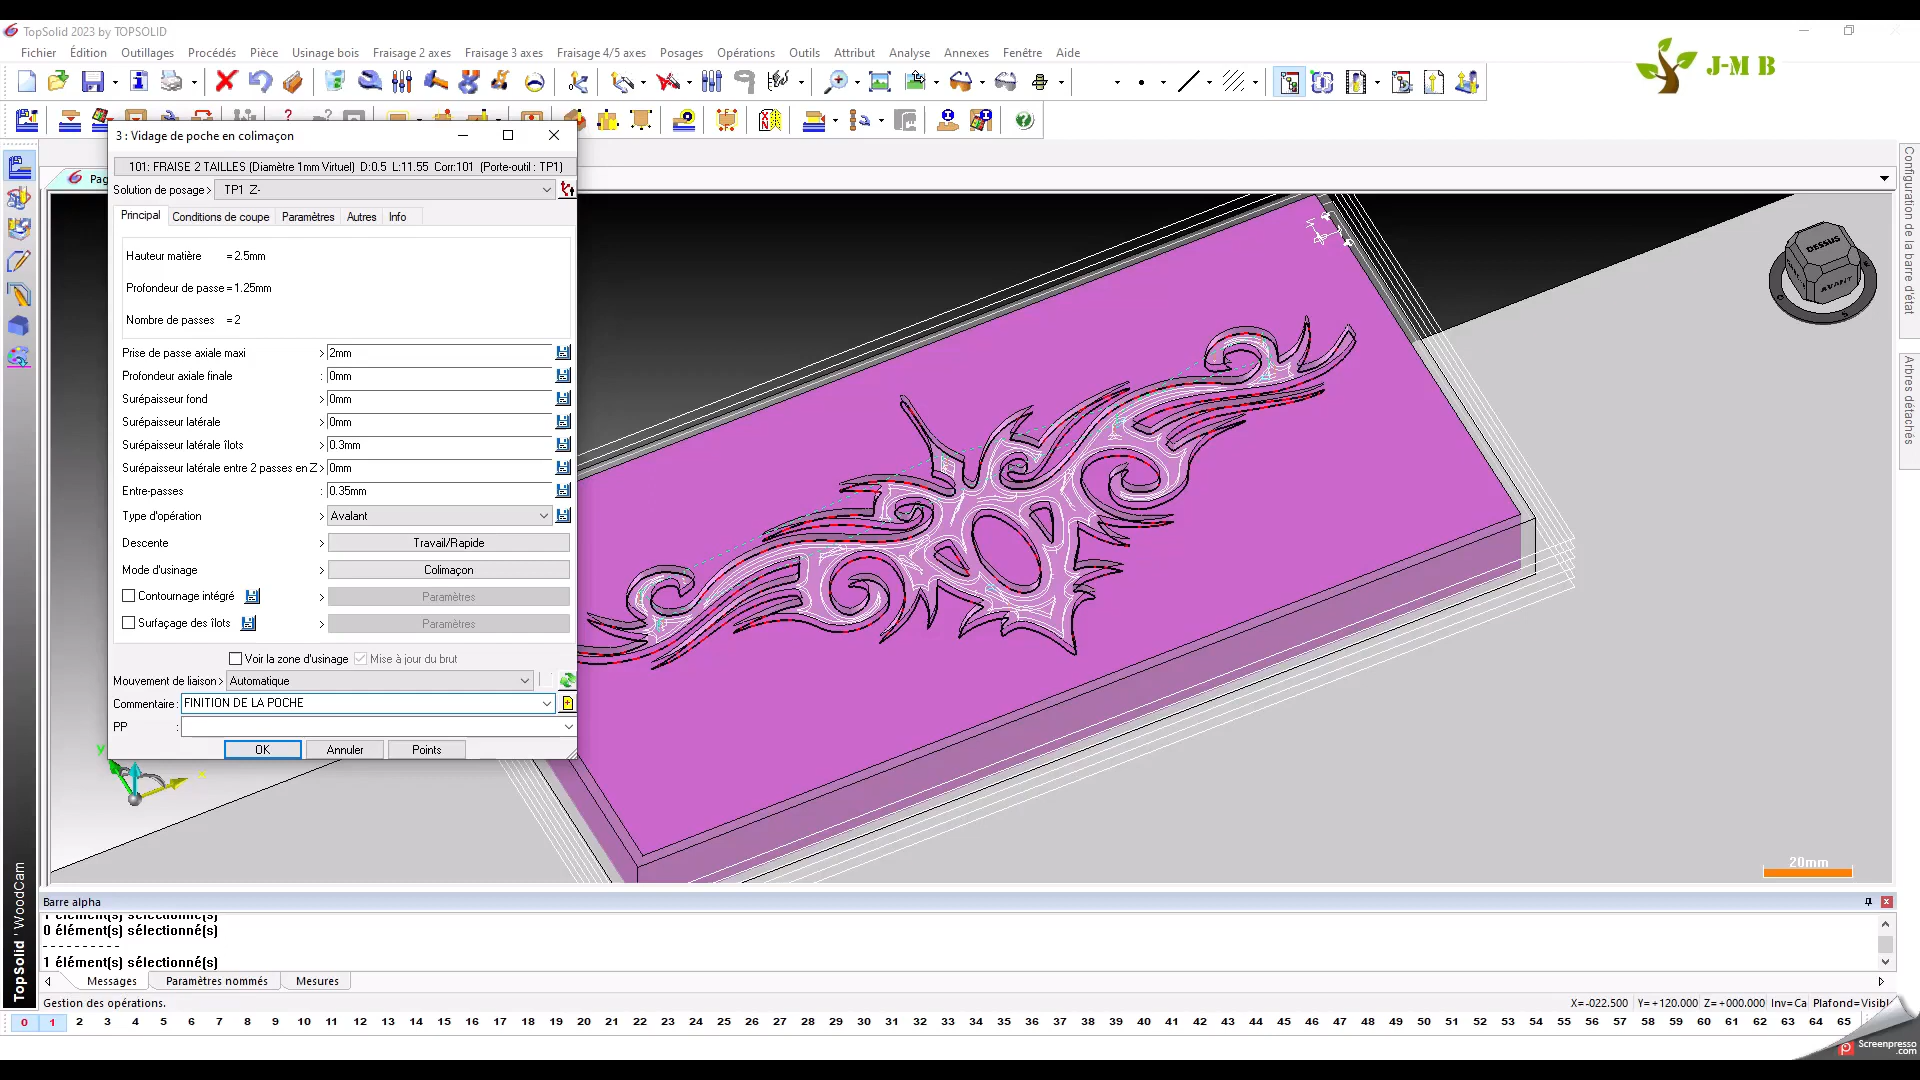 TopSolid 2023 by TOPSOLID
Fichier Édition Outillages Procédés Pièce Usinage bois Fraisage 2 axes Fraisage 3 axes Fraisage 4/5 axes Posages Opérations Outils Attribut Analyse Annexes Fenêtre Aide
J-M B
3 : Vidage de poche en colimaçon
101: FRAISE 2 TAILLES (Diamètre 1mm Virtuel) D:0.5 L:11.55 Corr:101 (Porte-outil : TP1)
Pag
Solution de posage > TP1 Z-
Principal Conditions de coupe Paramètres Autres Info
Hauteur matière =2.5mm
Profondeur de passe =1.25mm
Nombre de passes =2
Prise de passe axiale maxi > 2mm
Profondeur axiale finale : 0mm
Surépaisseur fond > 0mm
Surépaisseur latérale > 0mm
Surépaisseur latérale îlots > 0.3mm
Surépaisseur latérale entre 2 passes en Z > 0mm
Entre-passes : 0.35mm
Type d'opération > Avalant
Descente > Travail/Rapide
Mode d'usinage > Colimaçon
Contournage intégré > Paramètres
Surfaçage des îlots > Paramètres
Voir la zone d'usinage Mise à jour du brut
Mouvement de liaison > Automatique
Commentaire : FINITION DE LA POCHE
PP :
OK Annuler Points
DESSUS
AVANT
Configuration de la barre d'état
Arbres détachés
20mm
TopSolid 'WoodCam
Barre alpha
1 élément(s) sélectionné(s)
0 élément(s) sélectionné(s)
----------
1 élément(s) sélectionné(s)
Messages Paramètres nommés Mesures
Gestion des opérations.
X=-022.500 Y=+120.000 Z=+000.000 Inv=Ca Plafond=Visibl
0 1 2 3 4 5 6 7 8 9 10 11 12 13 14 15 16 17 18 19 20 21 22 23 24 25 26 27 28 29 30 31 32 33 34 35 36 37 38 39 40 41 42 43 44 45 46 47 48 49 50 51 52 53 54 55 56 57 58 59 60 61 62 63 64 65
Screenpresso
.com